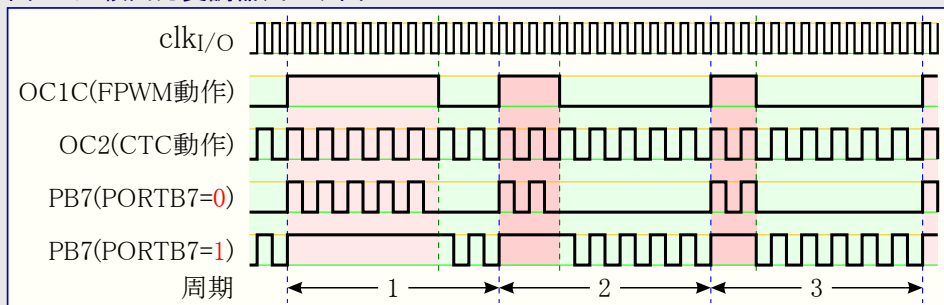 clkI/O
OC1C(FPWM動作)
OC2(CTC動作)
PB7(PORTB7=0)
PB7(PORTB7=1)
周期 1 2 3